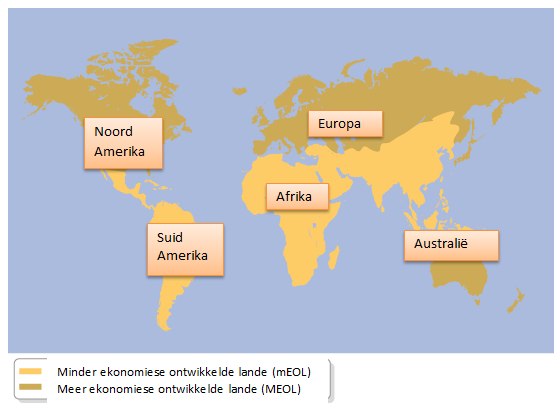 Noord
Amerika
Europa
Afrika
Suid
Amerika
Australië
Minder ekonomiese ontwikkelde lande (mEOL)
Meer ekonomiese ontwikkelde lande (MEOL)